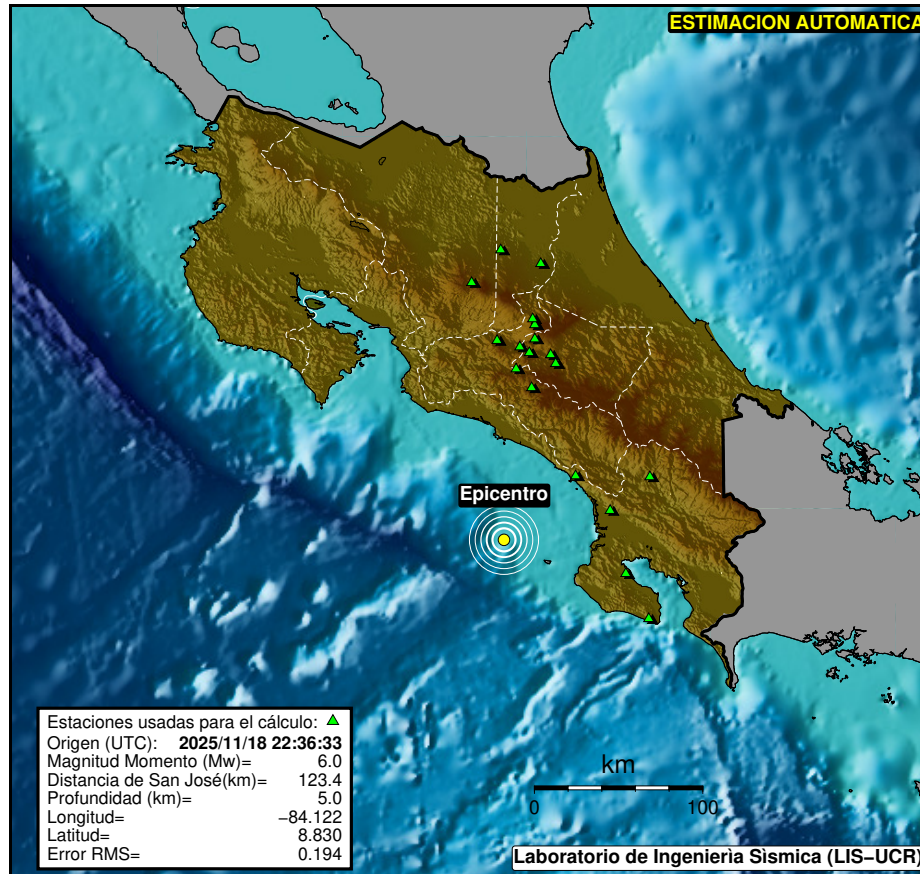 ESTIMACION AUTOMATICA
Epicentro
Estaciones usadas para el cálculo:
Origen (UTC): 2025/11/18 22:36:33
Magnitud Momento (Mw)= 6.0
Distancia de San José(km)= 123.4
Profundidad (km)= 5.0
Longitud= −84.122
Latitud= 8.830
Error RMS= 0.194
km
0 100
Laboratorio de Ingenierìa Sìsmica (LIS−UCR)